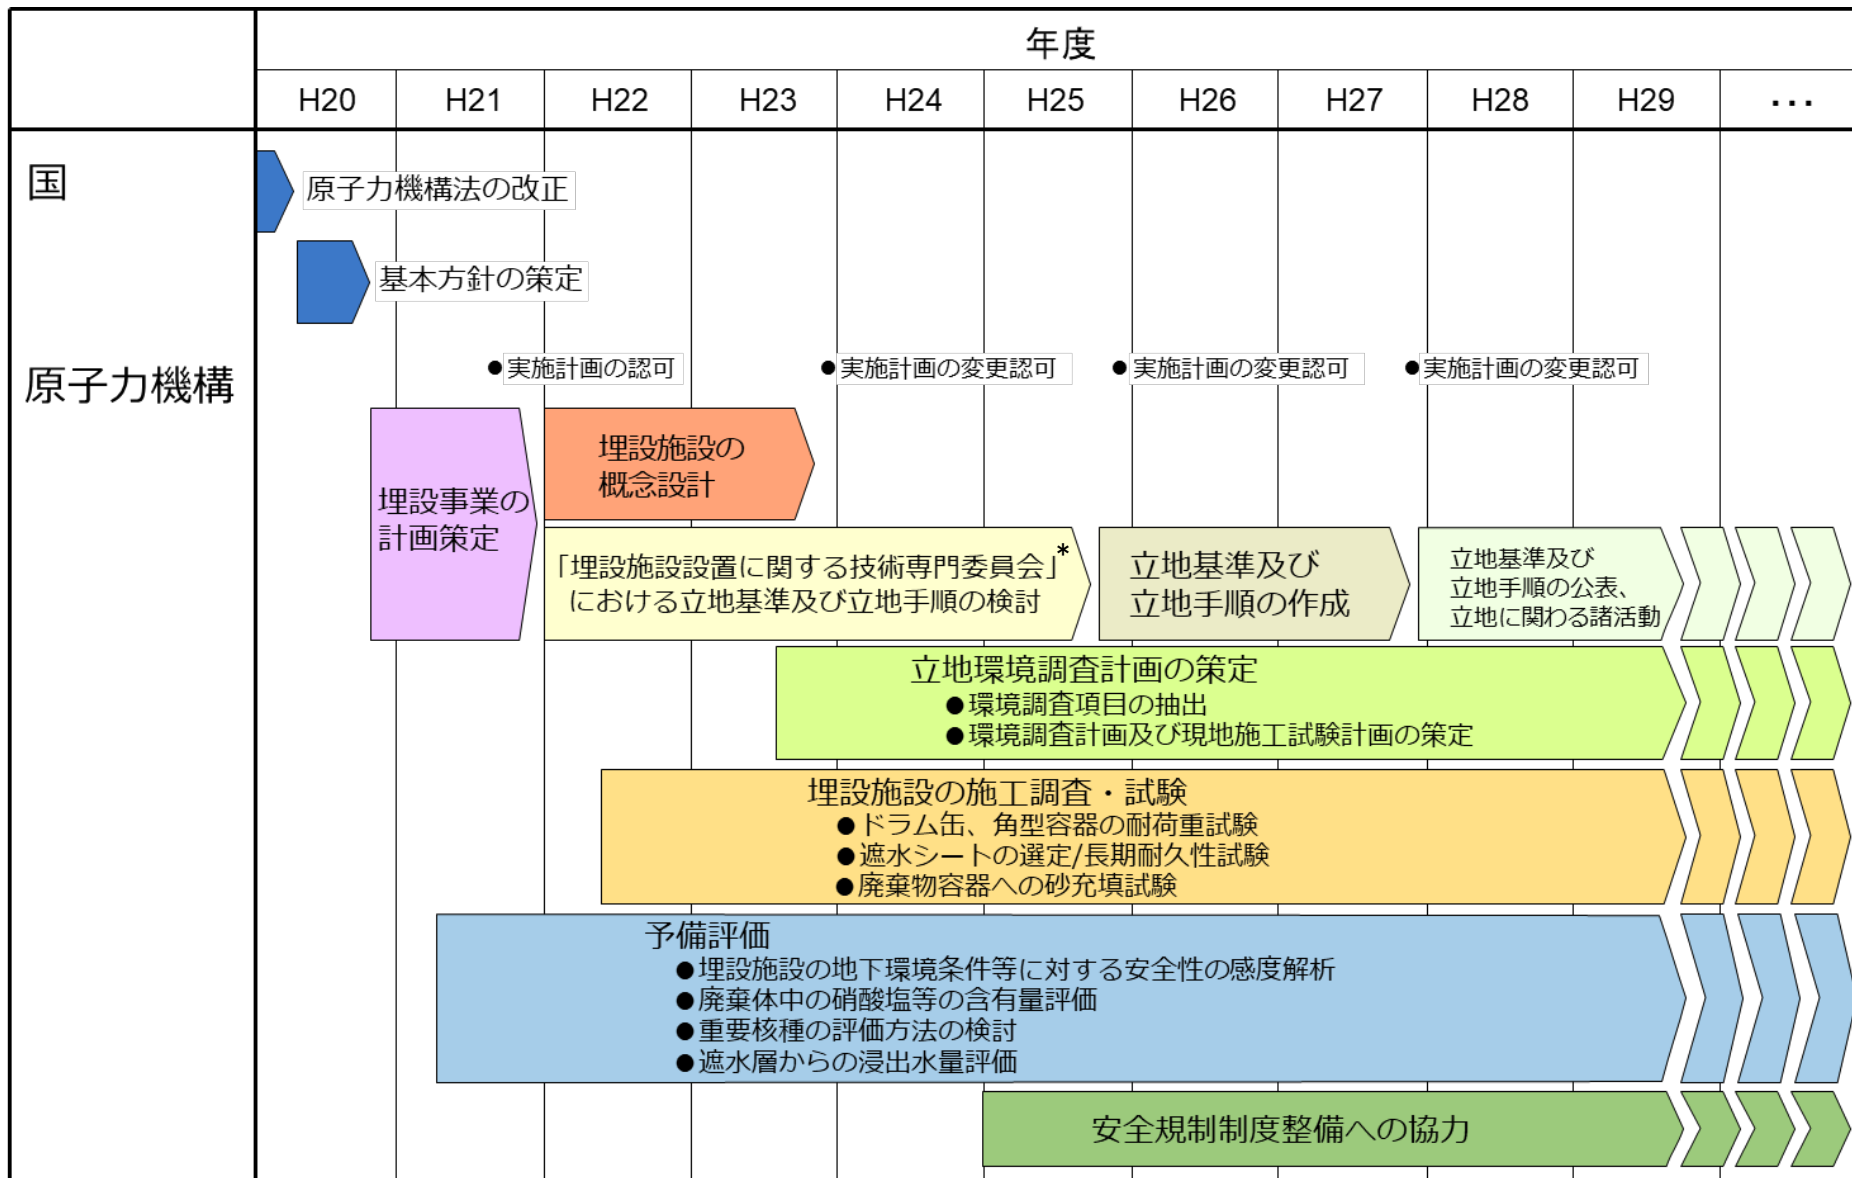 年度
H20 H21 H22 H23 H24 H25 H26 H27 H28 H29 ･･･
国
原子力機構法の改正
基本方針の策定
原子力機構
●実施計画の認可 ●実施計画の変更認可 ●実施計画の変更認可 ●実施計画の変更認可
埋設事業の
計画策定
埋設施設の
概念設計
「埋設施設設置に関する技術専門委員会」*
における立地基準及び立地手順の検討
立地基準及び
立地手順の作成
立地基準及び
立地手順の公表、
立地に関わる諸活動
立地環境調査計画の策定
●環境調査項目の抽出
●環境調査計画及び現地施工試験計画の策定
埋設施設の施工調査・試験
●ドラム缶、角型容器の耐荷重試験
●遮水シートの選定/長期耐久性試験
●廃棄物容器への砂充填試験
予備評価
●埋設施設の地下環境条件等に対する安全性の感度解析
●廃棄体中の硝酸塩等の含有量評価
●重要核種の評価方法の検討
●遮水層からの浸出水量評価
安全規制制度整備への協力